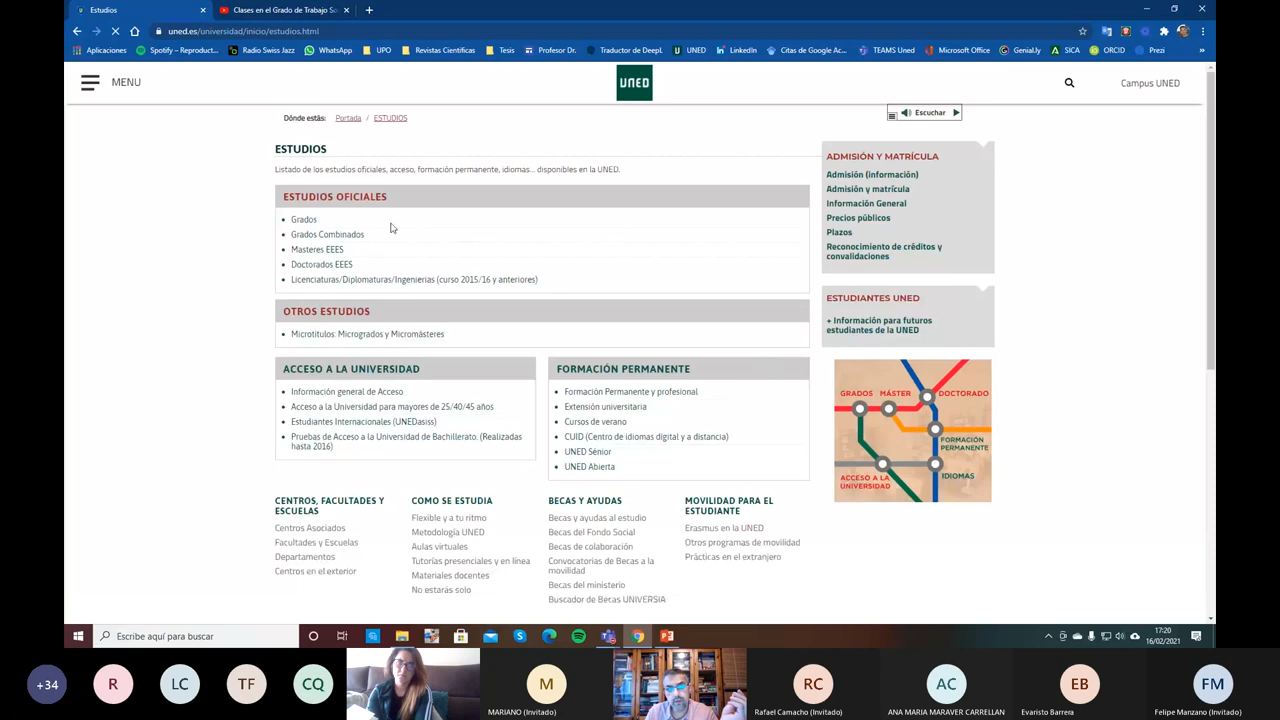 Estudios
Clases en el Grado de Trabajo So
uned.es/universidad/inicio/estudios.html
Aplicaciones
Spotify – Reproduct...
Radio Swiss Jazz
WhatsApp
UPO
Revistas Científicas
Tesis
Profesor Dr.
Traductor de DeepL
UNED
LinkedIn
Citas de Google Ac...
TEAMS Uned
Microsoft Office
Genial.ly
SICA
ORCID
Prezi
MENU
UNED
Campus UNED
Dónde estás: Portada / ESTUDIOS
Escuchar
ESTUDIOS
Listado de los estudios oficiales, acceso, formación permanente, idiomas... disponibles en la UNED.
ESTUDIOS OFICIALES
Grados
Grados Combinados
Masteres EEES
Doctorados EEES
Licenciaturas/Diplomaturas/Ingenierias (curso 2015/16 y anteriores)
OTROS ESTUDIOS
Microtítulos: Microgrados y Micromásteres
ACCESO A LA UNIVERSIDAD
Información general de Acceso
Acceso a la Universidad para mayores de 25/40/45 años
Estudiantes Internacionales (UNEDasiss)
Pruebas de Acceso a la Universidad de Bachillerato. (Realizadas
hasta 2016)
FORMACIÓN PERMANENTE
Formación Permanente y profesional
Extensión universitaria
Cursos de verano
CUID (Centro de idiomas digital y a distancia)
UNED Sénior
UNED Abierta
ADMISIÓN Y MATRÍCULA
Admisión (información)
Admisión y matrícula
Información General
Precios públicos
Plazos
Reconocimiento de créditos y
convalidaciones
ESTUDIANTES UNED
+ Información para futuros
estudiantes de la UNED
GRADOS
MÁSTER
DOCTORADO
FORMACIÓN
PERMANENTE
IDIOMAS
ACCESO A LA
UNIVERSIDAD
CENTROS, FACULTADES Y
ESCUELAS
Centros Asociados
Facultades y Escuelas
Departamentos
Centros en el exterior
COMO SE ESTUDIA
Flexible y a tu ritmo
Metodología UNED
Aulas virtuales
Tutorías presenciales y en línea
Materiales docentes
No estarás solo
BECAS Y AYUDAS
Becas y ayudas al estudio
Becas del Fondo Social
Becas de colaboración
Convocatorias de Becas a la
movilidad
Becas del ministerio
Buscador de Becas UNIVERSIA
MOVILIDAD PARA EL
ESTUDIANTE
Erasmus en la UNED
Otros programas de movilidad
Prácticas en el extranjero
Escribe aquí para buscar
17:20
16/02/2021
+34
R
LC
TF
CQ
M
MARIANO (Invitado)
RC
Rafael Camacho (Invitado)
AC
ANA MARIA MARAVER CARRELLAN
EB
Evaristo Barrera
FM
Felipe Manzano (Invitado)